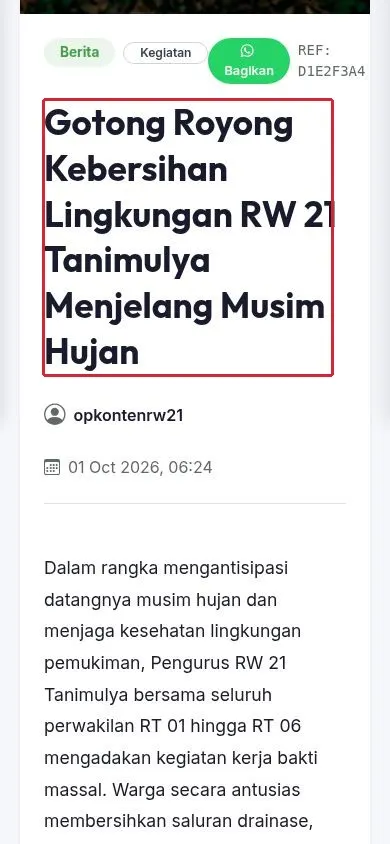 Berita
Kegiatan
Bagikan
REF:
D1E2F3A4
Gotong Royong
Kebersihan
Lingkungan RW 21
Tanimulya
Menjelang Musim
Hujan
opkontenrw21
01 Oct 2026, 06:24
Dalam rangka mengantisipasi
datangnya musim hujan dan
menjaga kesehatan lingkungan
pemukiman, Pengurus RW 21
Tanimulya bersama seluruh
perwakilan RT 01 hingga RT 06
mengadakan kegiatan kerja bakti
massal. Warga secara antusias
membersihkan saluran drainase,